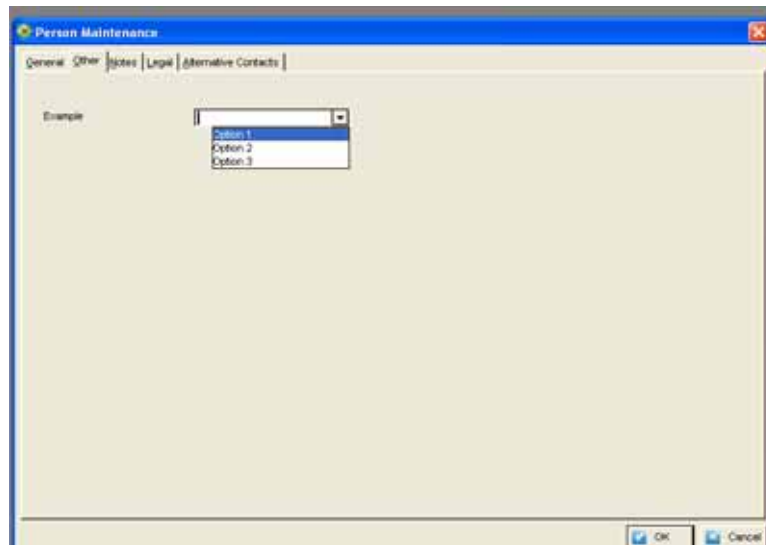 Person Maintenance
General Other Notes Legal Alternative Contacts
Example
Option 1
Option 2
Option 3
OK Cancel